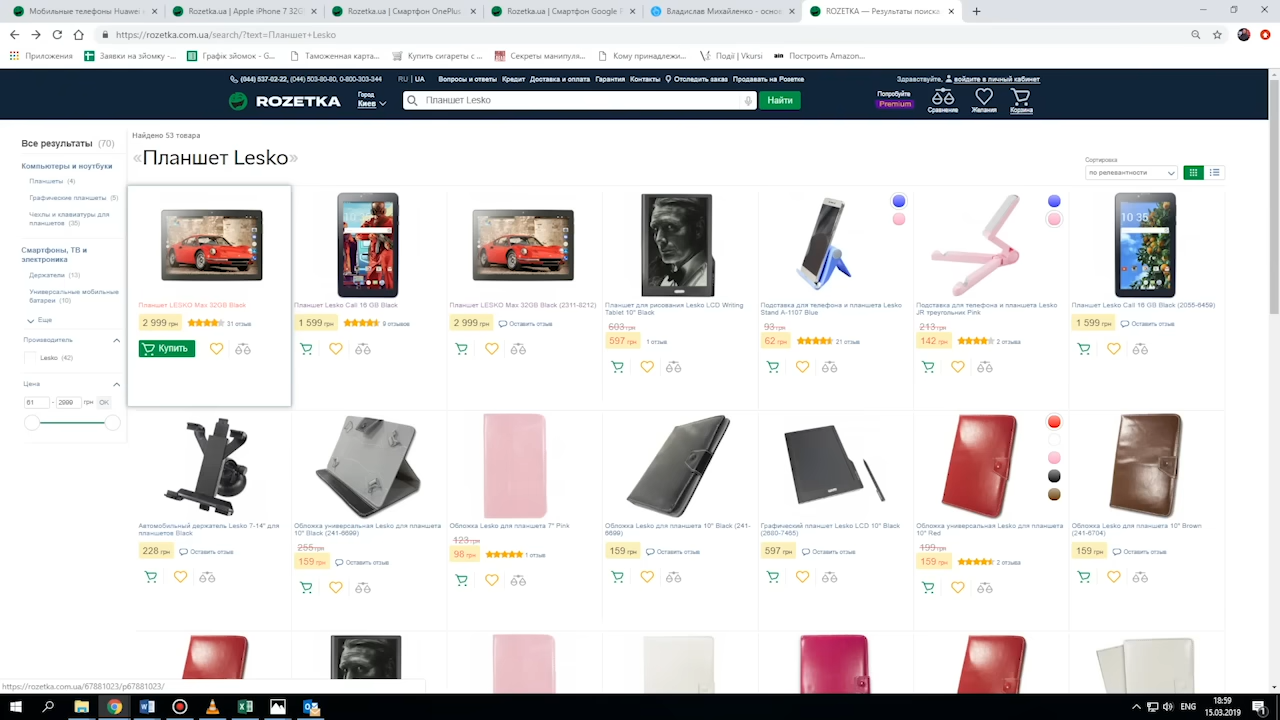 Мобильные телефоны Huawei
Rozetka.ua | Apple iPhone 7 32G
Rozetka.ua | Смартфон OnePlus
Rozetka.ua | Смартфон Google P
Владислав Михайленко - осно
ROZETKA — Результаты поиска
https://rozetka.com.ua/search/?text=Планшет+Lesko
Приложения
Заявки на зйомку -...
Графік зйомок - G...
Таможенная карта...
Купить сигареты с ...
Секреты манипуля...
Кому принадлежи...
Події | Vkursi
Построить Amazon...
(044) 537-02-22, (044) 503-80-80, 0-800-303-344
RU | UA
Вопросы и ответы
Кредит
Доставка и оплата
Гарантия
Контакты
Отследить заказ
Продавать на Rozetke
Здравствуйте,
войдите в личный кабинет
ROZETKA
Город
Киев
Планшет Lesko
Найти
Попробуйте
Premium
Сравнение
Желания
Корзина
Все результаты (70)
Найдено 53 товара
«Планшет Lesko»
Сортировка
по релевантности
Компьютеры и ноутбуки
Планшеты (4)
Графические планшеты (5)
Чехлы и клавиатуры для
планшетов (35)
Смартфоны, ТВ и
электроника
Держатели (13)
Универсальные мобильные
батареи (10)
Еще
Производитель
Lesko (42)
Цена
61 - 2999 грн OK
Планшет LESKO Max 32GB Black
2 999 грн
31 отзыв
Купить
Планшет Lesko Call 16 GB Black
1 599 грн
9 отзывов
Планшет LESKO Max 32GB Black (2311-8212)
2 999 грн
Оставить отзыв
Планшет для рисования Lesko LCD Writing
Tablet 10" Black
603 грн
597 грн
1 отзыв
Подставка для телефона и планшета Lesko
Stand A-1107 Blue
93 грн
62 грн
21 отзыв
Подставка для телефона и планшета Lesko
JR треугольник Pink
213 грн
142 грн
2 отзыва
10:35
Планшет Lesko Call 16 GB Black (2055-6459)
1 599 грн
Оставить отзыв
Автомобильный держатель Lesko 7-14" для
планшетов Black
228 грн
Оставить отзыв
Обложка универсальная Lesko для планшета
10" Black (241-6699)
255 грн
159 грн
Оставить отзыв
Обложка Lesko для планшета 7" Pink
123 грн
98 грн
1 отзыв
Обложка Lesko для планшета 10" Black (241-
6699)
159 грн
Оставить отзыв
Графический планшет Lesko LCD 10" Black
(2680-7465)
597 грн
Оставить отзыв
Обложка универсальная Lesko для планшета
10" Red
199 грн
159 грн
2 отзыва
Обложка Lesko для планшета 10" Brown
(241-6704)
159 грн
Оставить отзыв
https://rozetka.com.ua/67881023/p67881023/
ENG
18:59
15.03.2019